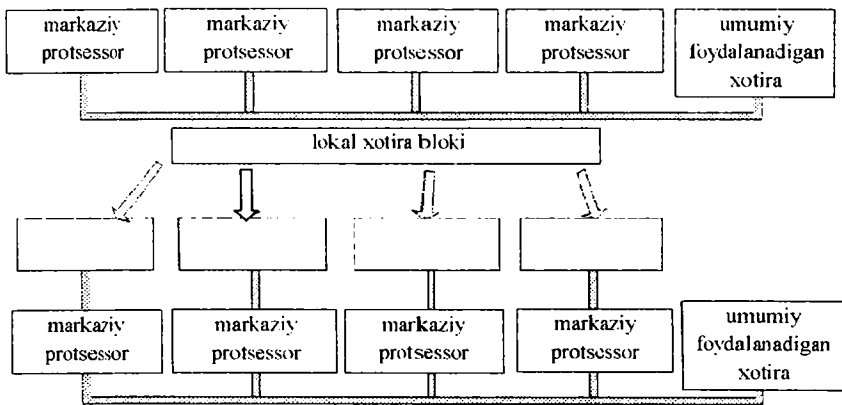 markaziy
protsessor
markaziy
protsessor
markaziy
protsessor
markaziy
protsessor
umumiy
foydalanadigan
xotira
lokal xotira bloki
markaziy
protsessor
markaziy
protsessor
markaziy
protsessor
markaziy
protsessor
umumiy
foydalanadigan
xotira